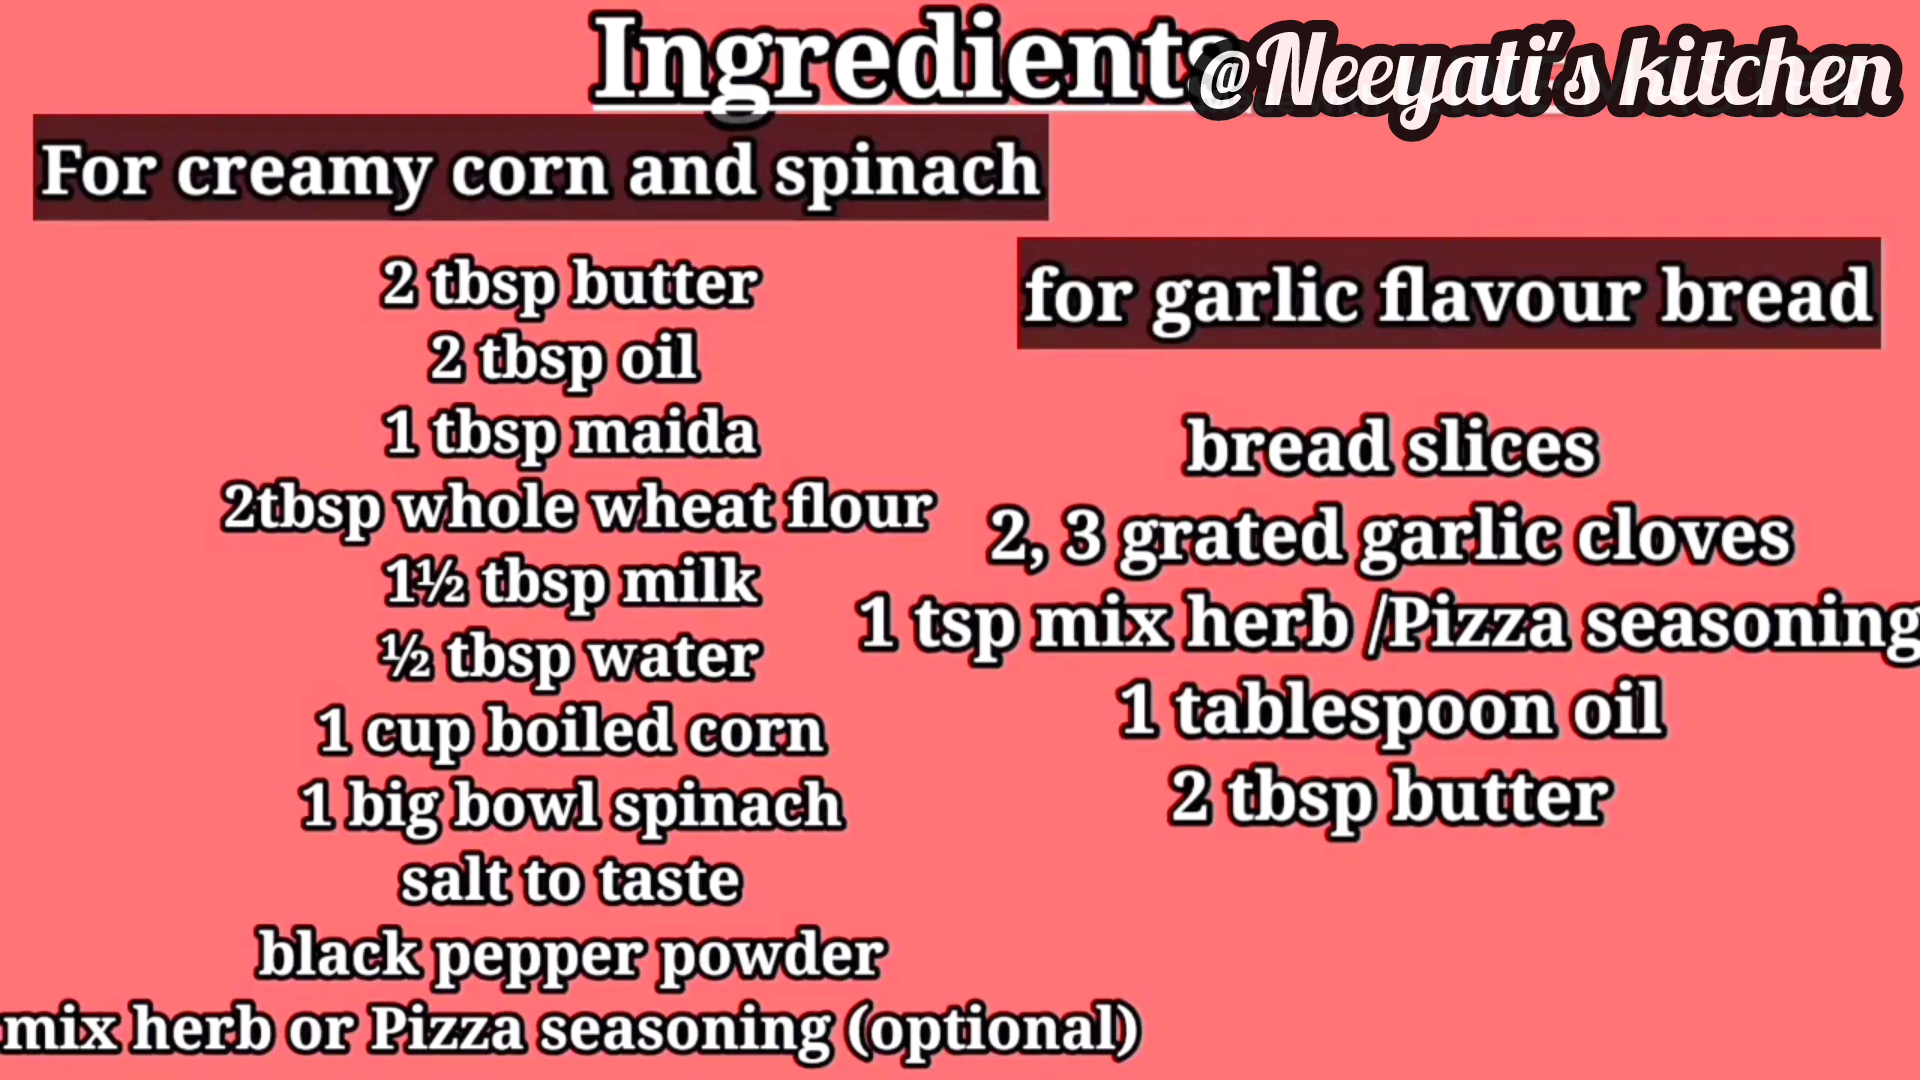 Ingredients
@Neeyati's kitchen
For creamy corn and spinach
2 tbsp butter
2 tbsp oil
1 tbsp maida
2tbsp whole wheat flour
1½ tbsp milk
½ tbsp water
1 cup boiled corn
1 big bowl spinach
salt to taste
black pepper powder
mix herb or Pizza seasoning (optional)
for garlic flavour bread
bread slices
2, 3 grated garlic cloves
1 tsp mix herb /Pizza seasoning
1 tablespoon oil
2 tbsp butter